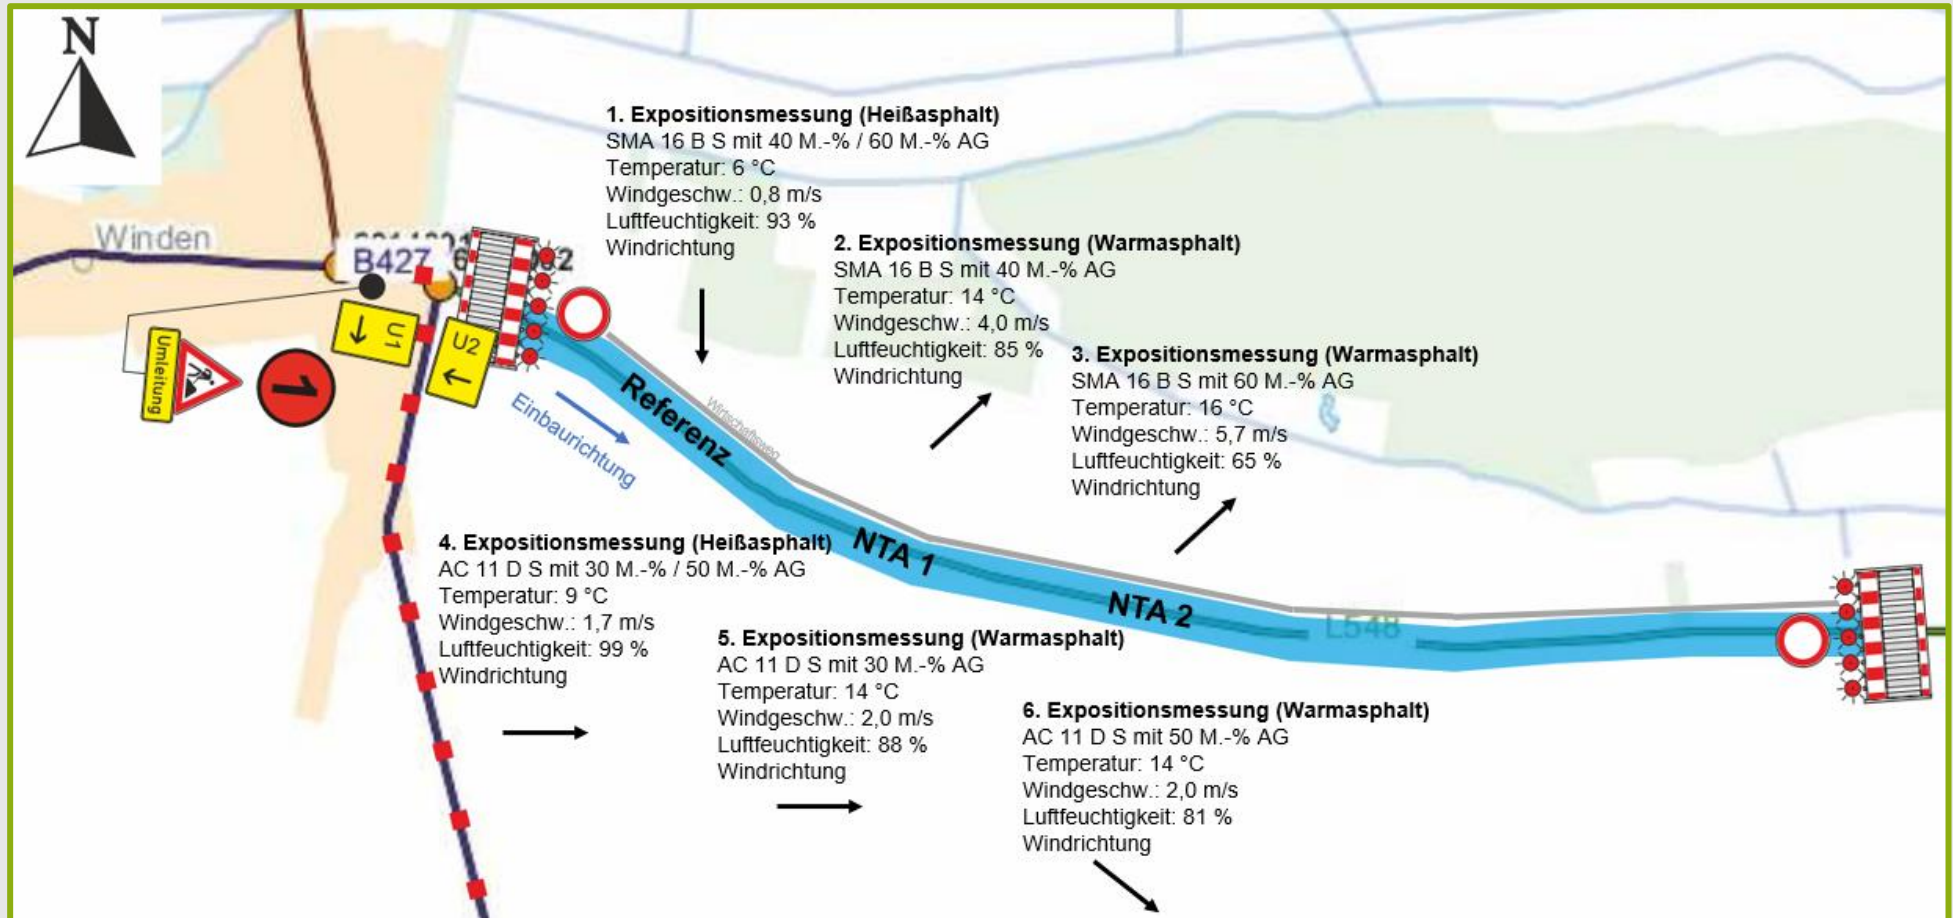 N
1. Expositionsmessung (Heißasphalt)
SMA 16 B S mit 40 M.-% / 60 M.-% AG
Temperatur: 6 °C
Windgeschw.: 0,8 m/s
Luftfeuchtigkeit: 93 %
Windrichtung
2. Expositionsmessung (Warmasphalt)
SMA 16 B S mit 40 M.-% AG
Temperatur: 14 °C
Windgeschw.: 4,0 m/s
Luftfeuchtigkeit: 85 %
Windrichtung
3. Expositionsmessung (Warmasphalt)
SMA 16 B S mit 60 M.-% AG
Temperatur: 16 °C
Windgeschw.: 5,7 m/s
Luftfeuchtigkeit: 65 %
Windrichtung
Winden
B427
U1
U2
Umleitung
1
Einbaurichtung
Referenz
Wirtschaftsweg
NTA 1
NTA 2
L548
4. Expositionsmessung (Heißasphalt)
AC 11 D S mit 30 M.-% / 50 M.-% AG
Temperatur: 9 °C
Windgeschw.: 1,7 m/s
Luftfeuchtigkeit: 99 %
Windrichtung
5. Expositionsmessung (Warmasphalt)
AC 11 D S mit 30 M.-% AG
Temperatur: 14 °C
Windgeschw.: 2,0 m/s
Luftfeuchtigkeit: 88 %
Windrichtung
6. Expositionsmessung (Warmasphalt)
AC 11 D S mit 50 M.-% AG
Temperatur: 14 °C
Windgeschw.: 2,0 m/s
Luftfeuchtigkeit: 81 %
Windrichtung